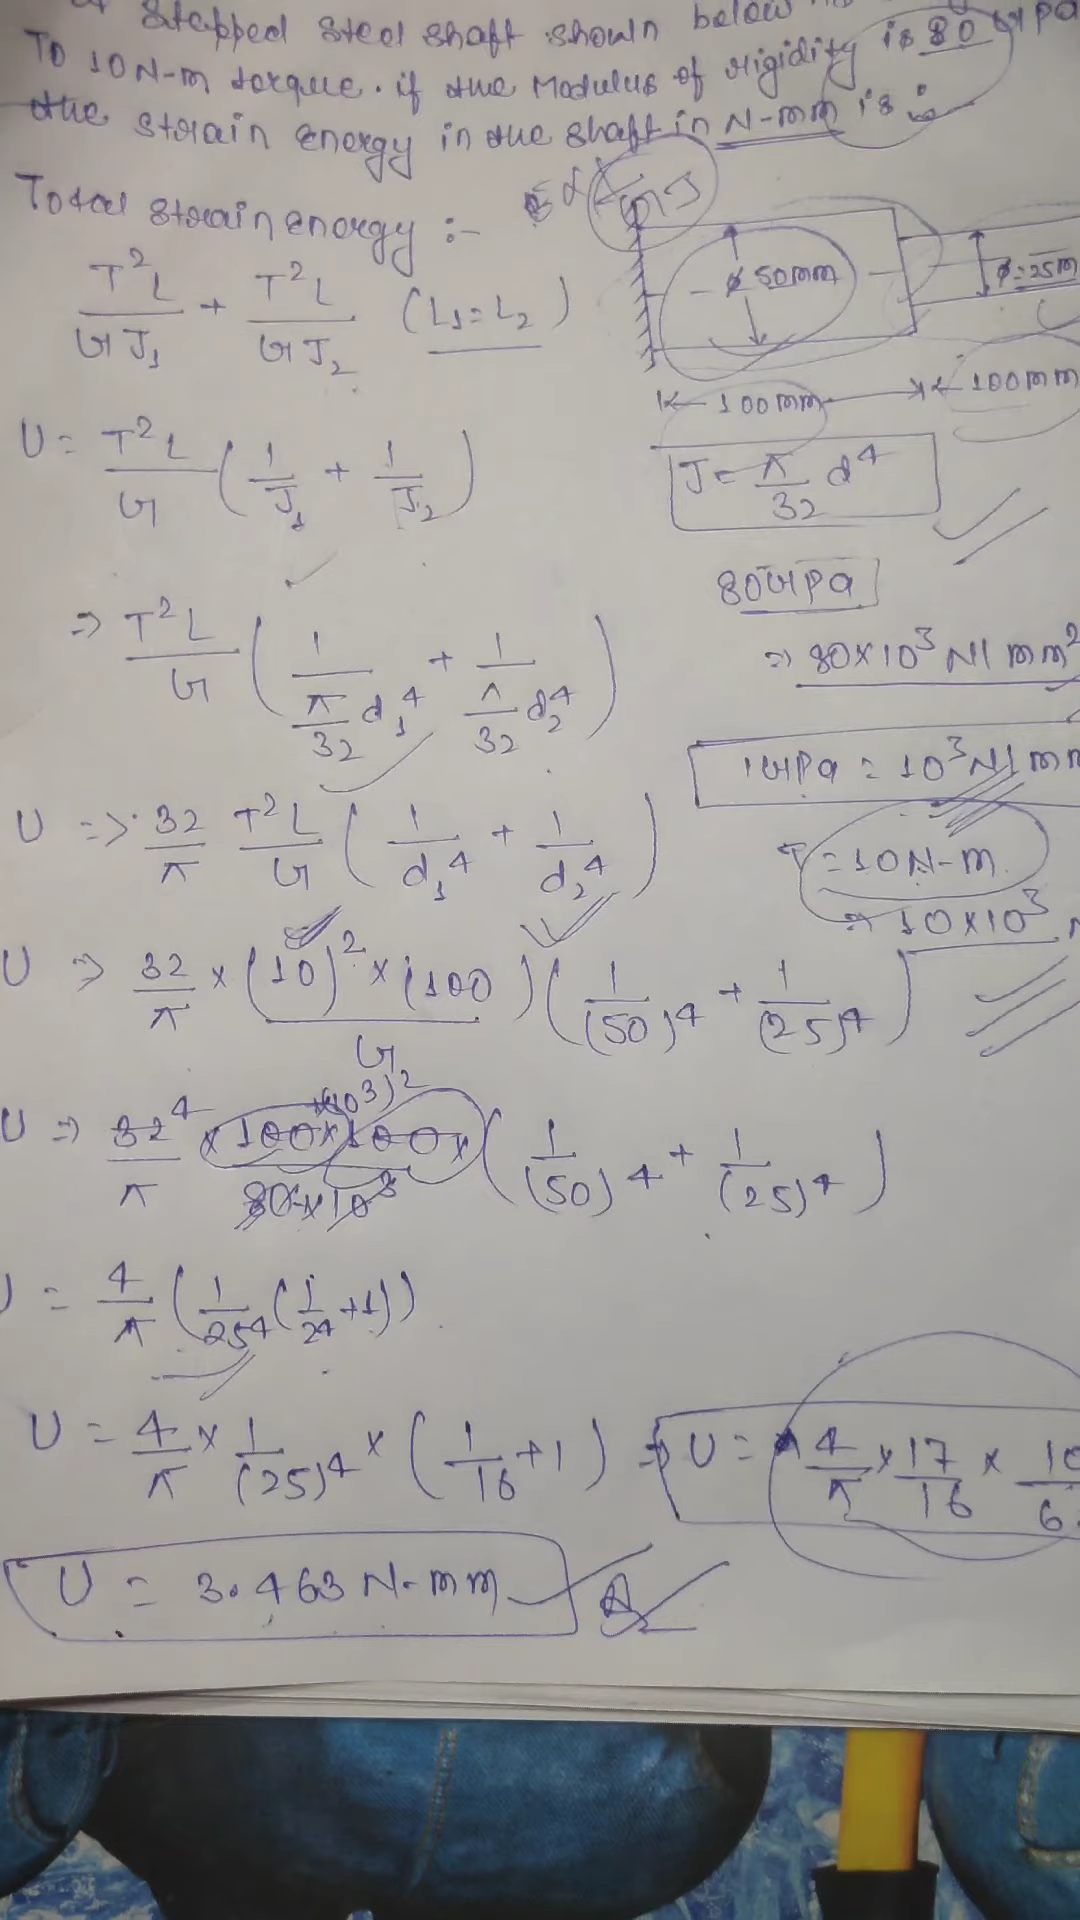 stepped steel shaft shown below
To 10 N-m torque. if the Modulus of rigidity is 80 GPa
the strain energy in the shaft in N-mm is :
Total strain energy :-
T²L/GJ₁ + T²L/GJ₂ (L₁=L₂)
ϕ 50mm
ϕ=25m
100mm
100mm
U = T²L/G (1/J₁ + 1/J₂)
J = π/32 d⁴
80GPa
⇒ 80×10³ N/mm²
⇒ T²L/G (1/(π/32 d₁⁴) + 1/(π/32 d₂⁴))
1GPa = 10³ N/mm
U ⇒ 32/π T²L/G (1/d₁⁴ + 1/d₂⁴)
T=10N-m
⇒ 10×10³
U ⇒ 32/π × (10)² × (100)/G (1/(50)⁴ + 1/(25)⁴)
U ⇒ 32⁴/π × 100×(10³)²×100×/80×10³ (1/(50)⁴ + 1/(25)⁴)
= 4/π (1/25⁴ (1/2⁴ + 1))
U = 4/π × 1/(25)⁴ × (1/16 + 1) ⇒ U = 4/π × 17/16 × 10/6
U = 3.463 N-mm